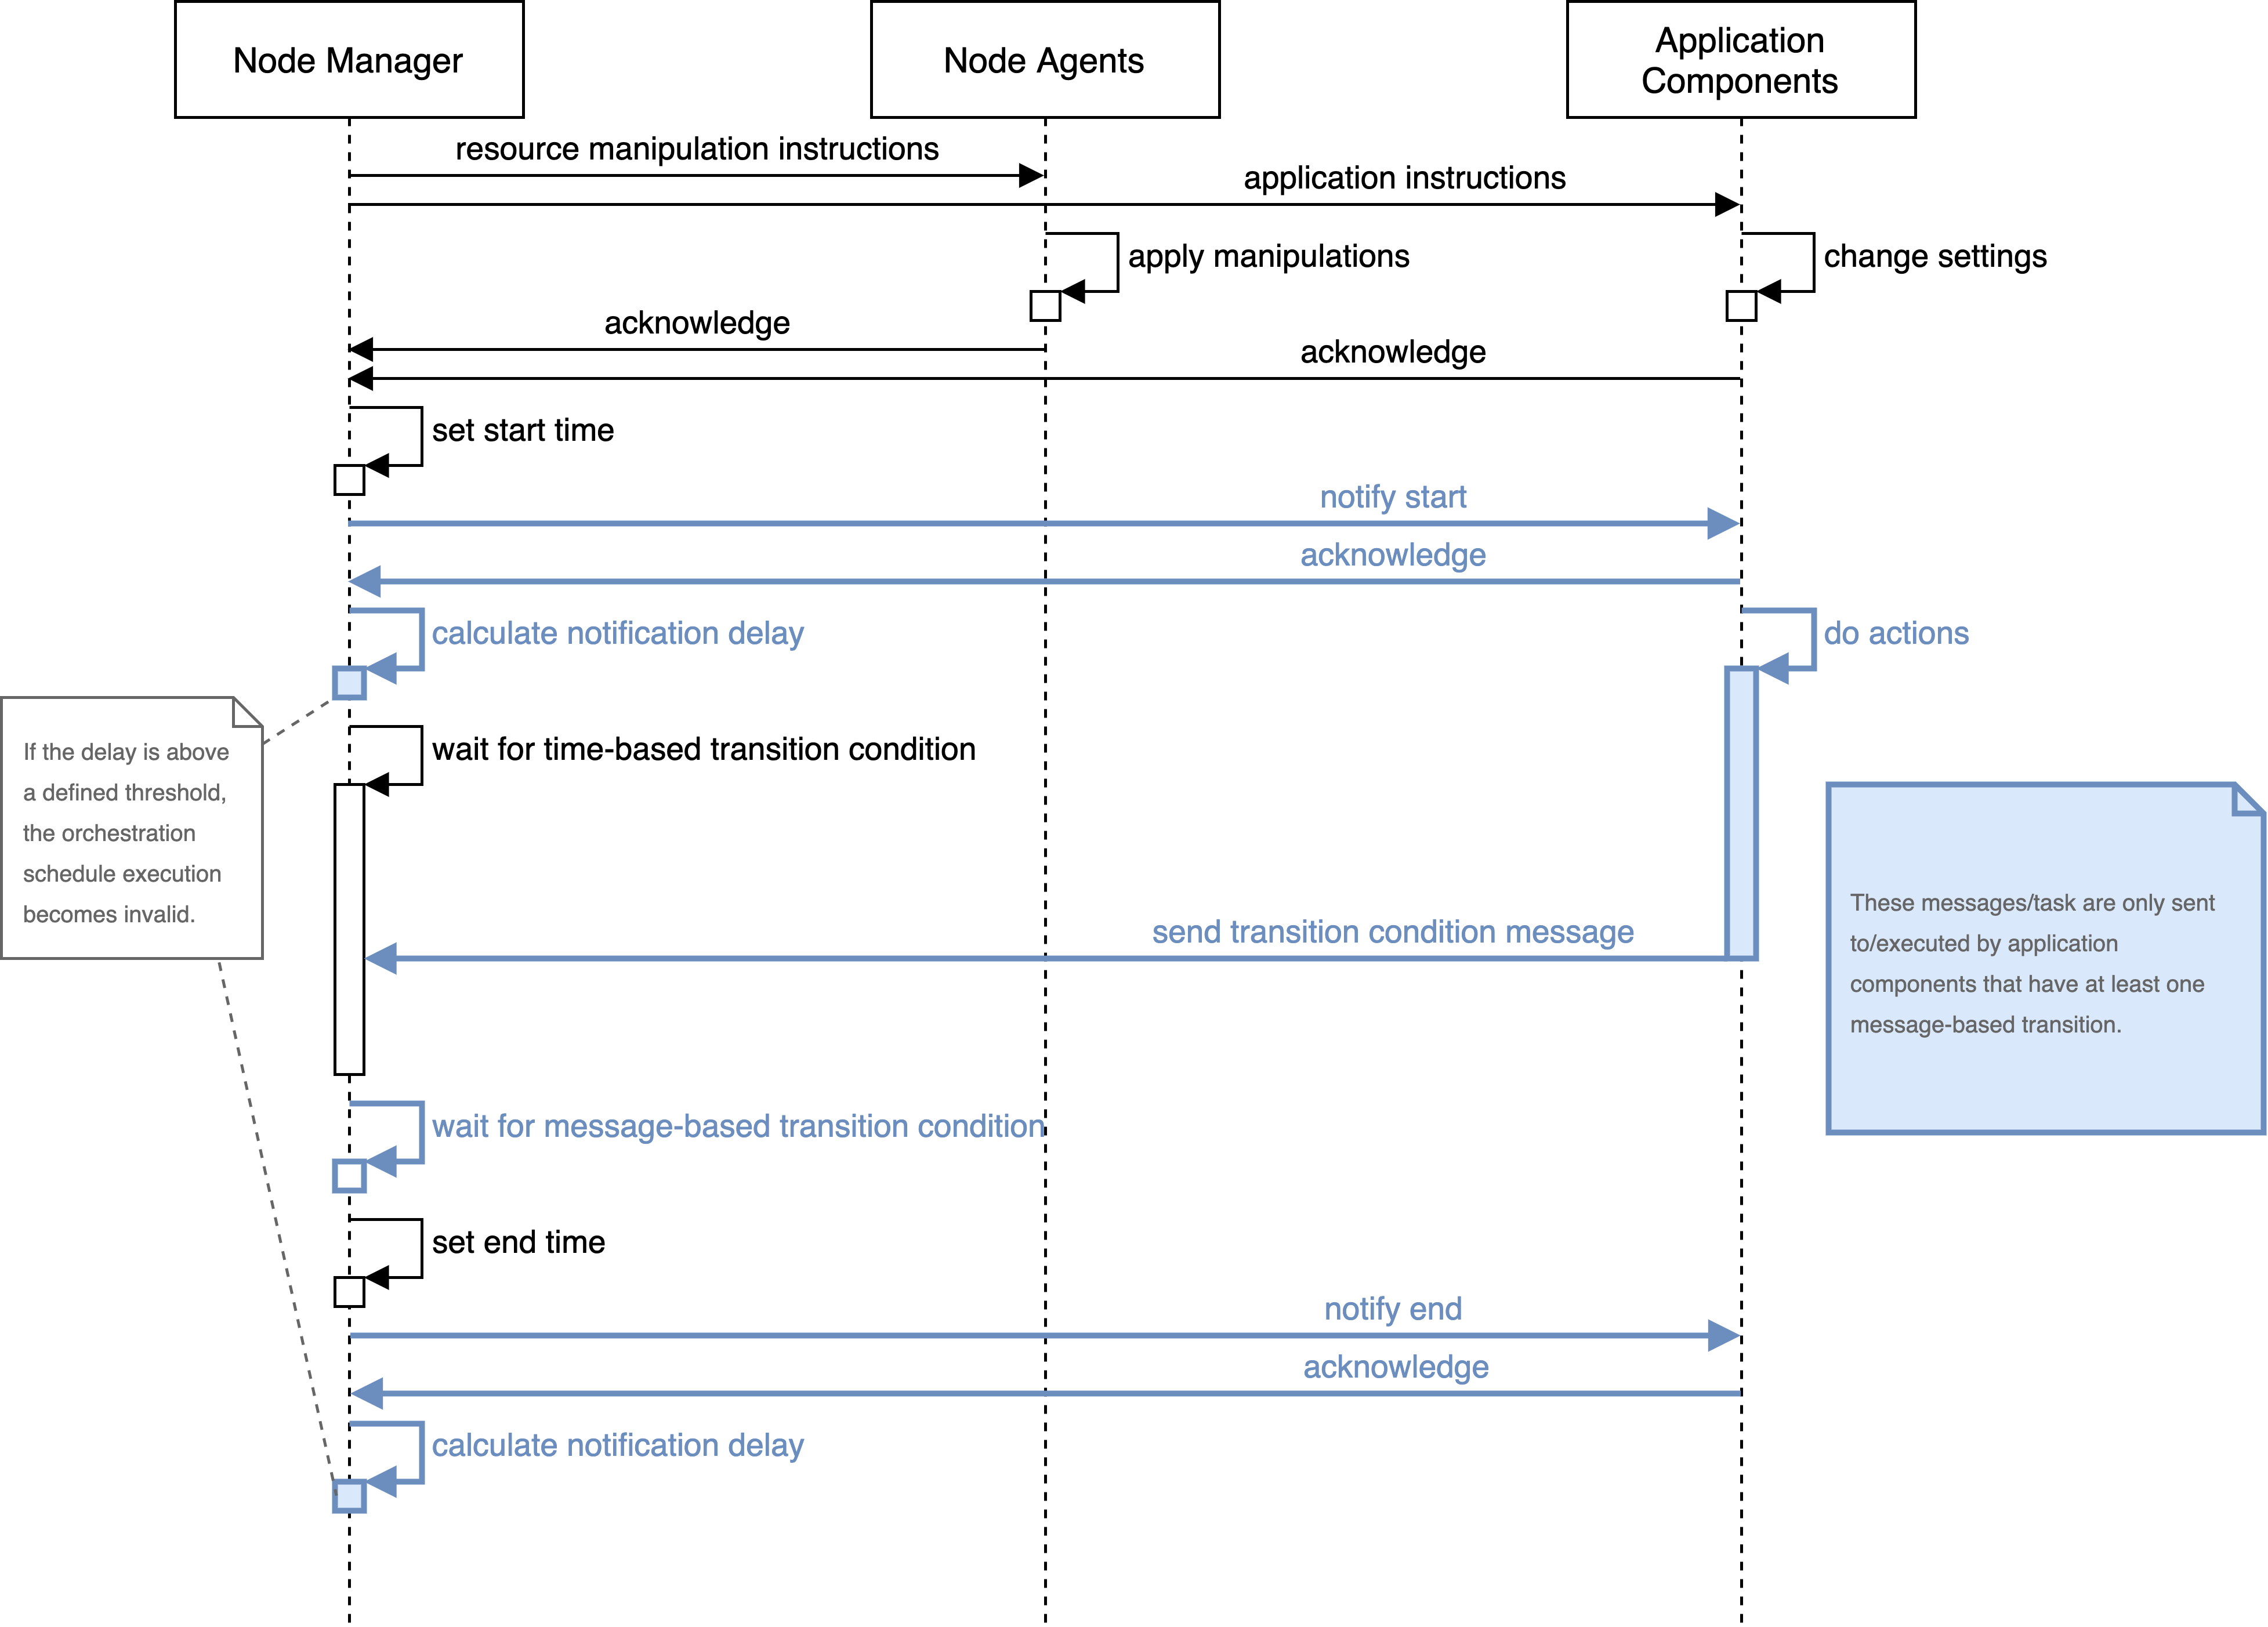 Node Manager
Node Agents
Application
Components
resource manipulation instructions
application instructions
apply manipulations
change settings
acknowledge
acknowledge
set start time
notify start
acknowledge
calculate notification delay
do actions
If the delay is above
a defined threshold,
the orchestration
schedule execution
becomes invalid.
wait for time-based transition condition
These messages/task are only sent
to/executed by application
components that have at least one
message-based transition.
send transition condition message
wait for message-based transition condition
set end time
notify end
acknowledge
calculate notification delay